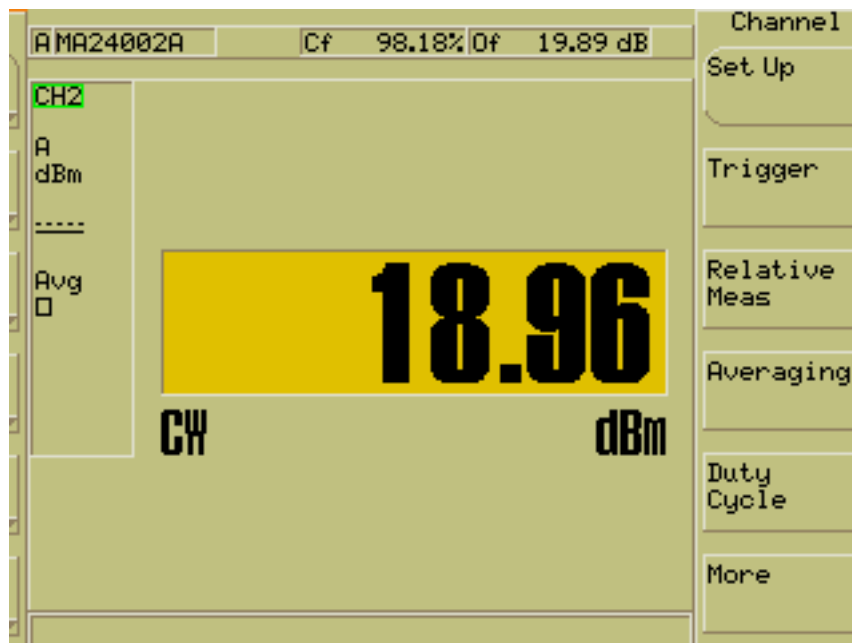 A MA24002A Cf 98.18% Of 19.89 dB
CH2
A
dBm
-----
Avg
18.96
CW dBm
Channel
Set Up
Trigger
Relative
Meas
Averaging
Duty
Cycle
More